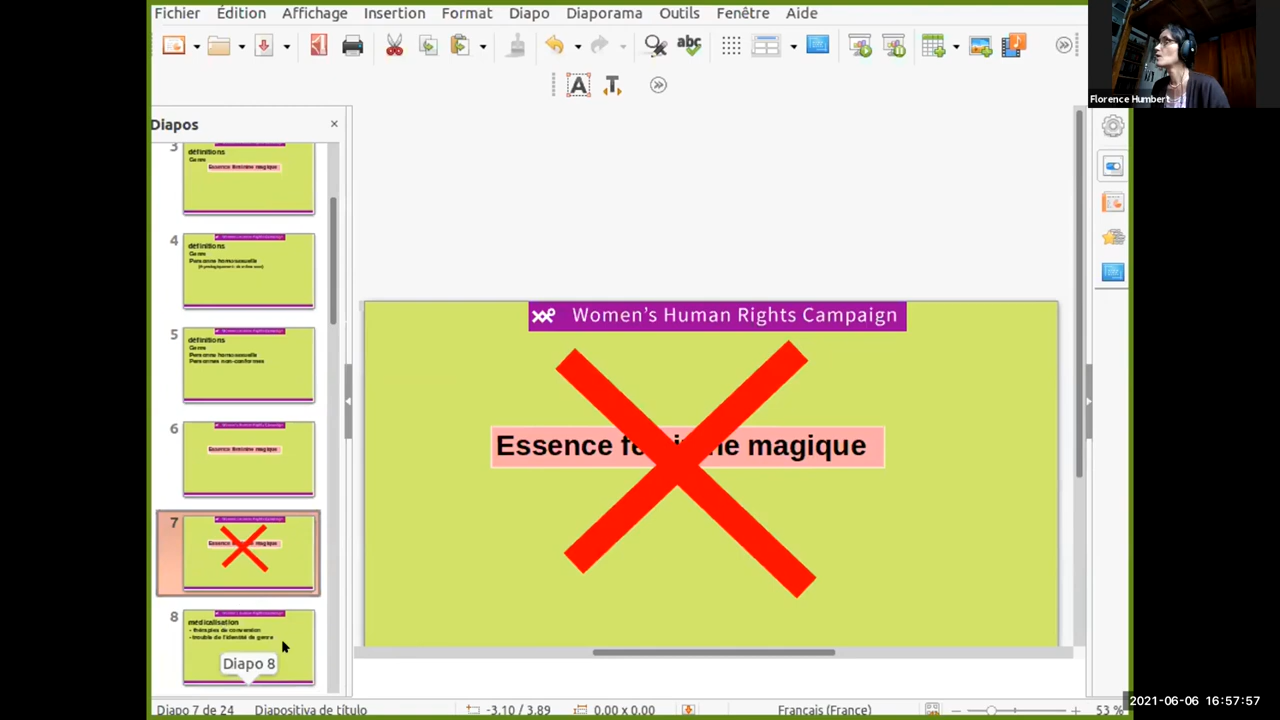 Fichier Édition Affichage Insertion Format Diapo Diaporama Outils Fenêtre Aide
Florence Humbert
Diapos
3
définitions
Genre
Essence féminine magique
4
définitions
Genre
Personne homosexuelle
5
définitions
Genre
Personne homosexuelle
Personnes non-conformes
6
Essence féminine magique
7
Essence magique
8
médicalisation
- thérapies de conversion
- trouble de l'identité de genre
Diapo 8
Women's Human Rights Campaign
Essence féminine magique
Diapo 7 de 24 Diapositiva de título -3,10 / 3,89 0,00 x 0,00 Français (France) 53 %
2021-06-06 16:57:57